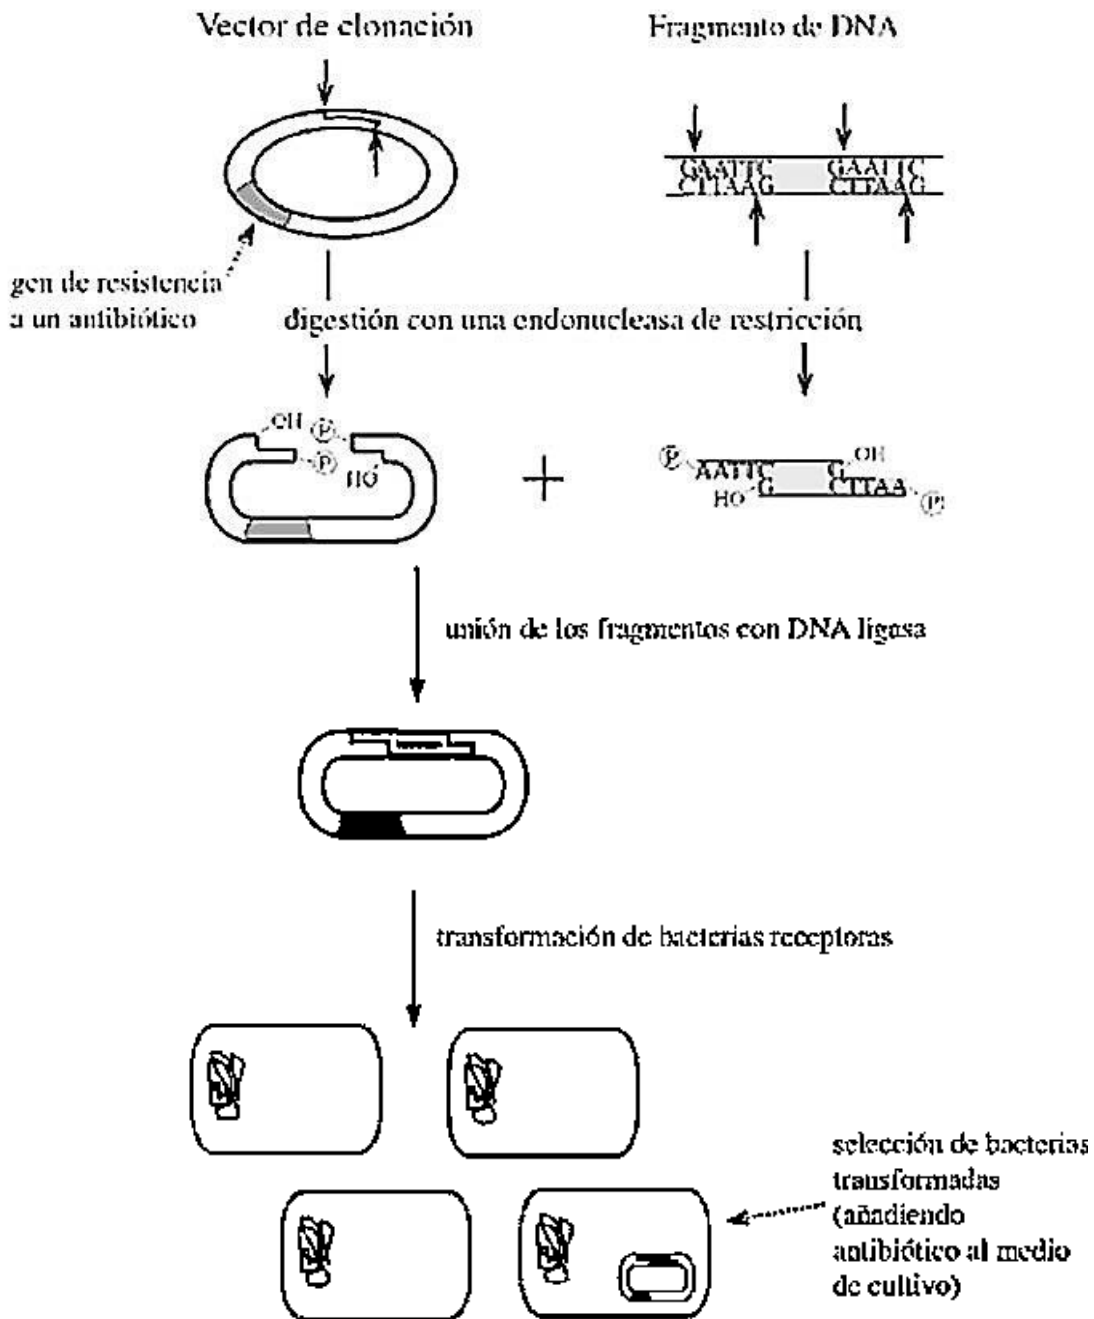 Vector de clonación
Fragmento de DNA
GAATTC GAATTC
CTTAAG CTTAAG
gen de resistencia
a un antibiótico
digestión con una endonucleasa de restricción
OH P
P
HO
+
P AATTC G OH
HO G CTTAA P
unión de los fragmentos con DNA ligasa
transformación de bacterias receptoras
selección de bacterias
transformadas
(añadiendo
antibiótico al medio
de cultivo)